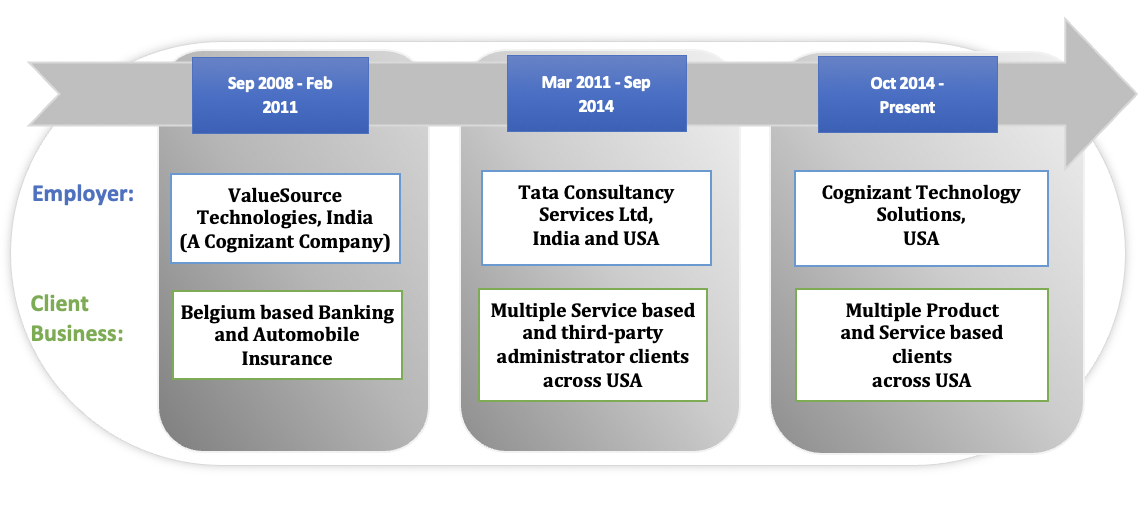 Sep 2008 - Feb
2011
Mar 2011 - Sep
2014
Oct 2014 -
Present
Employer:
ValueSource
Technologies, India
(A Cognizant Company)
Tata Consultancy
Services Ltd,
India and USA
Cognizant Technology
Solutions,
USA
Client
Business:
Belgium based Banking
and Automobile
Insurance
Multiple Service based
and third-party
administrator clients
across USA
Multiple Product
and Service based
clients
across USA